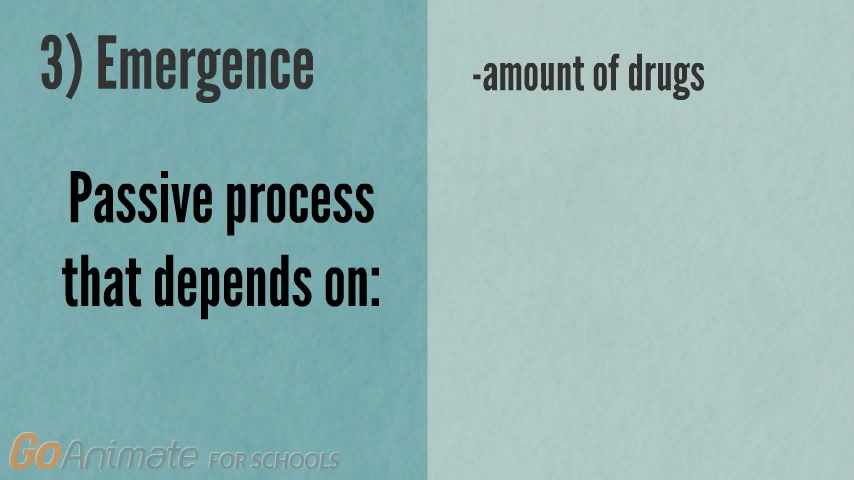 3) Emergence
Passive process
that depends on:
-amount of drugs
GoAnimate FOR SCHOOLS